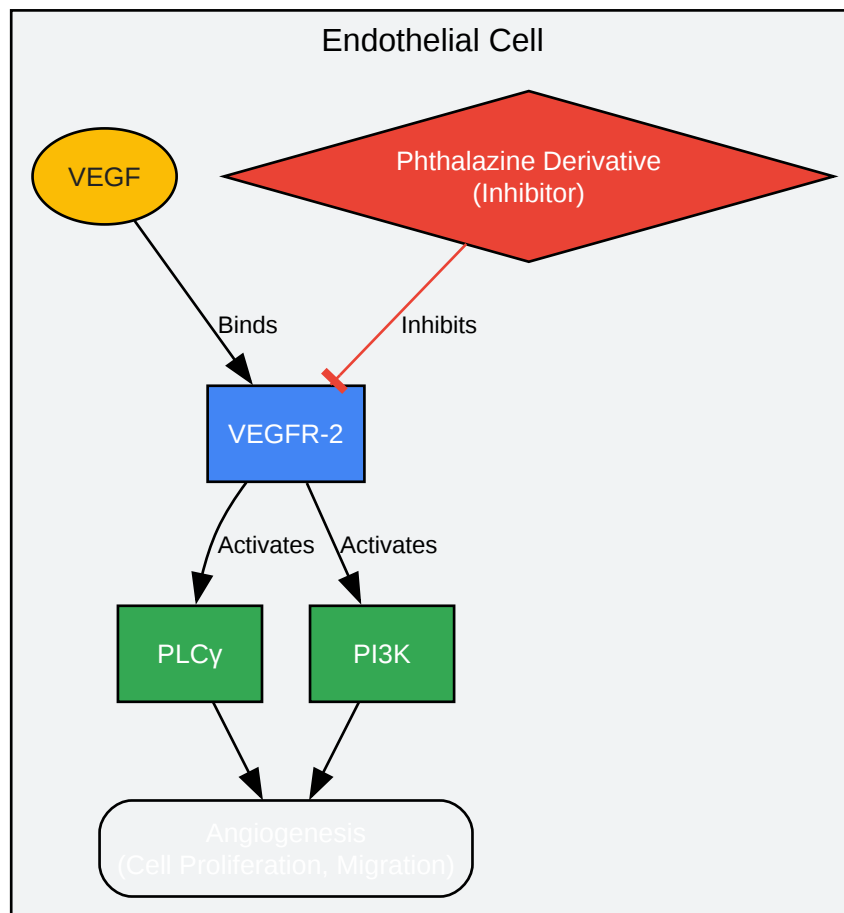 Endothelial Cell
VEGF
Phthalazine Derivative
(Inhibitor)
Binds
Inhibits
VEGFR-2
Activates
Activates
PLCγ
PI3K
Angiogenesis
(Cell Proliferation, Migration)